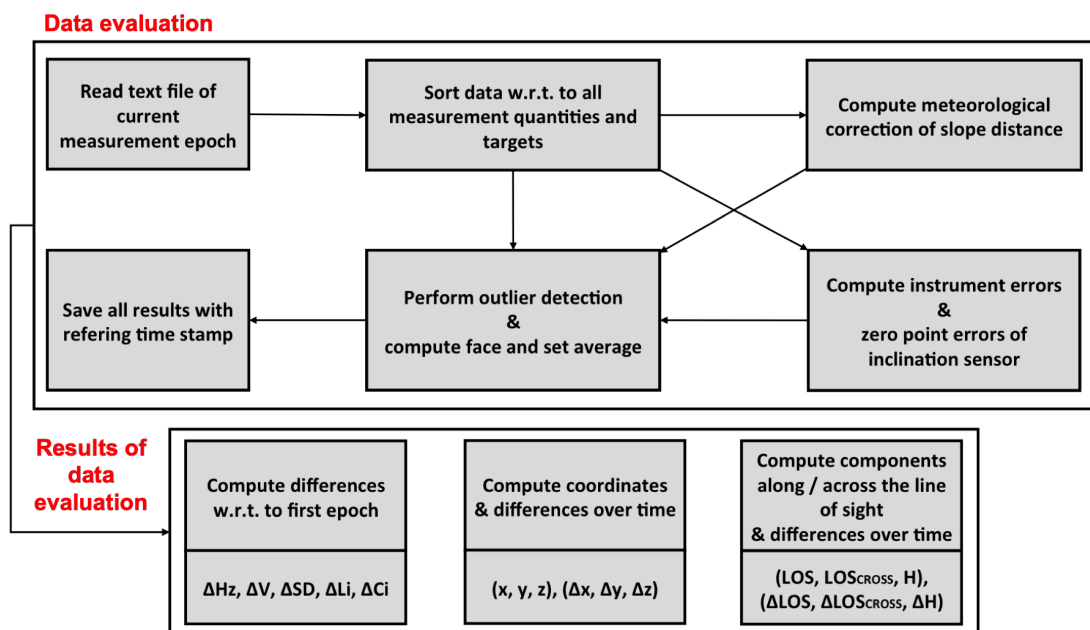 Data evaluation
Read text file of
current
measurement epoch
Sort data w.r.t. to all
measurement quantities and
targets
Compute meteorological
correction of slope distance
Save all results with
refering time stamp
Perform outlier detection
&
compute face and set average
Compute instrument errors
&
zero point errors of
inclination sensor
Results of
data
evaluation
Compute differences
w.r.t. to first epoch
ΔHz, ΔV, ΔSD, ΔLi, ΔCi
Compute coordinates
& differences over time
(x, y, z), (Δx, Δy, Δz)
Compute components
along / across the line
of sight
& differences over time
(LOS, LOSCROSS, H),
(ΔLOS, ΔLOSCROSS, ΔH)